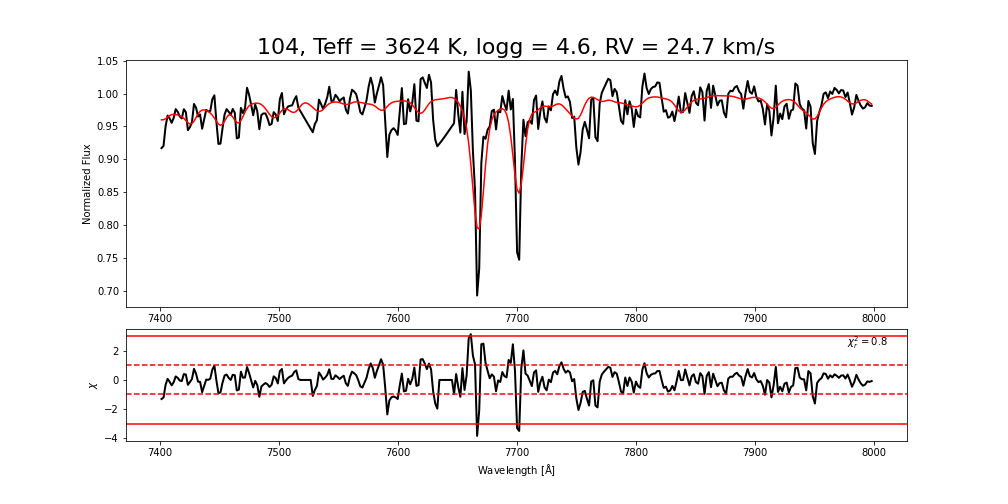 104, Teff = 3624 K, logg = 4.6, RV = 24.7 km/s
1.05
1.00
0.95
0.90
0.85
0.80
0.75
0.70
Normalized Flux
7400 7500 7600 7700 7800 7900 8000
χ²ᵣ = 0.8
2
0
−2
−4
χ
7400 7500 7600 7700 7800 7900 8000
Wavelength [Å]